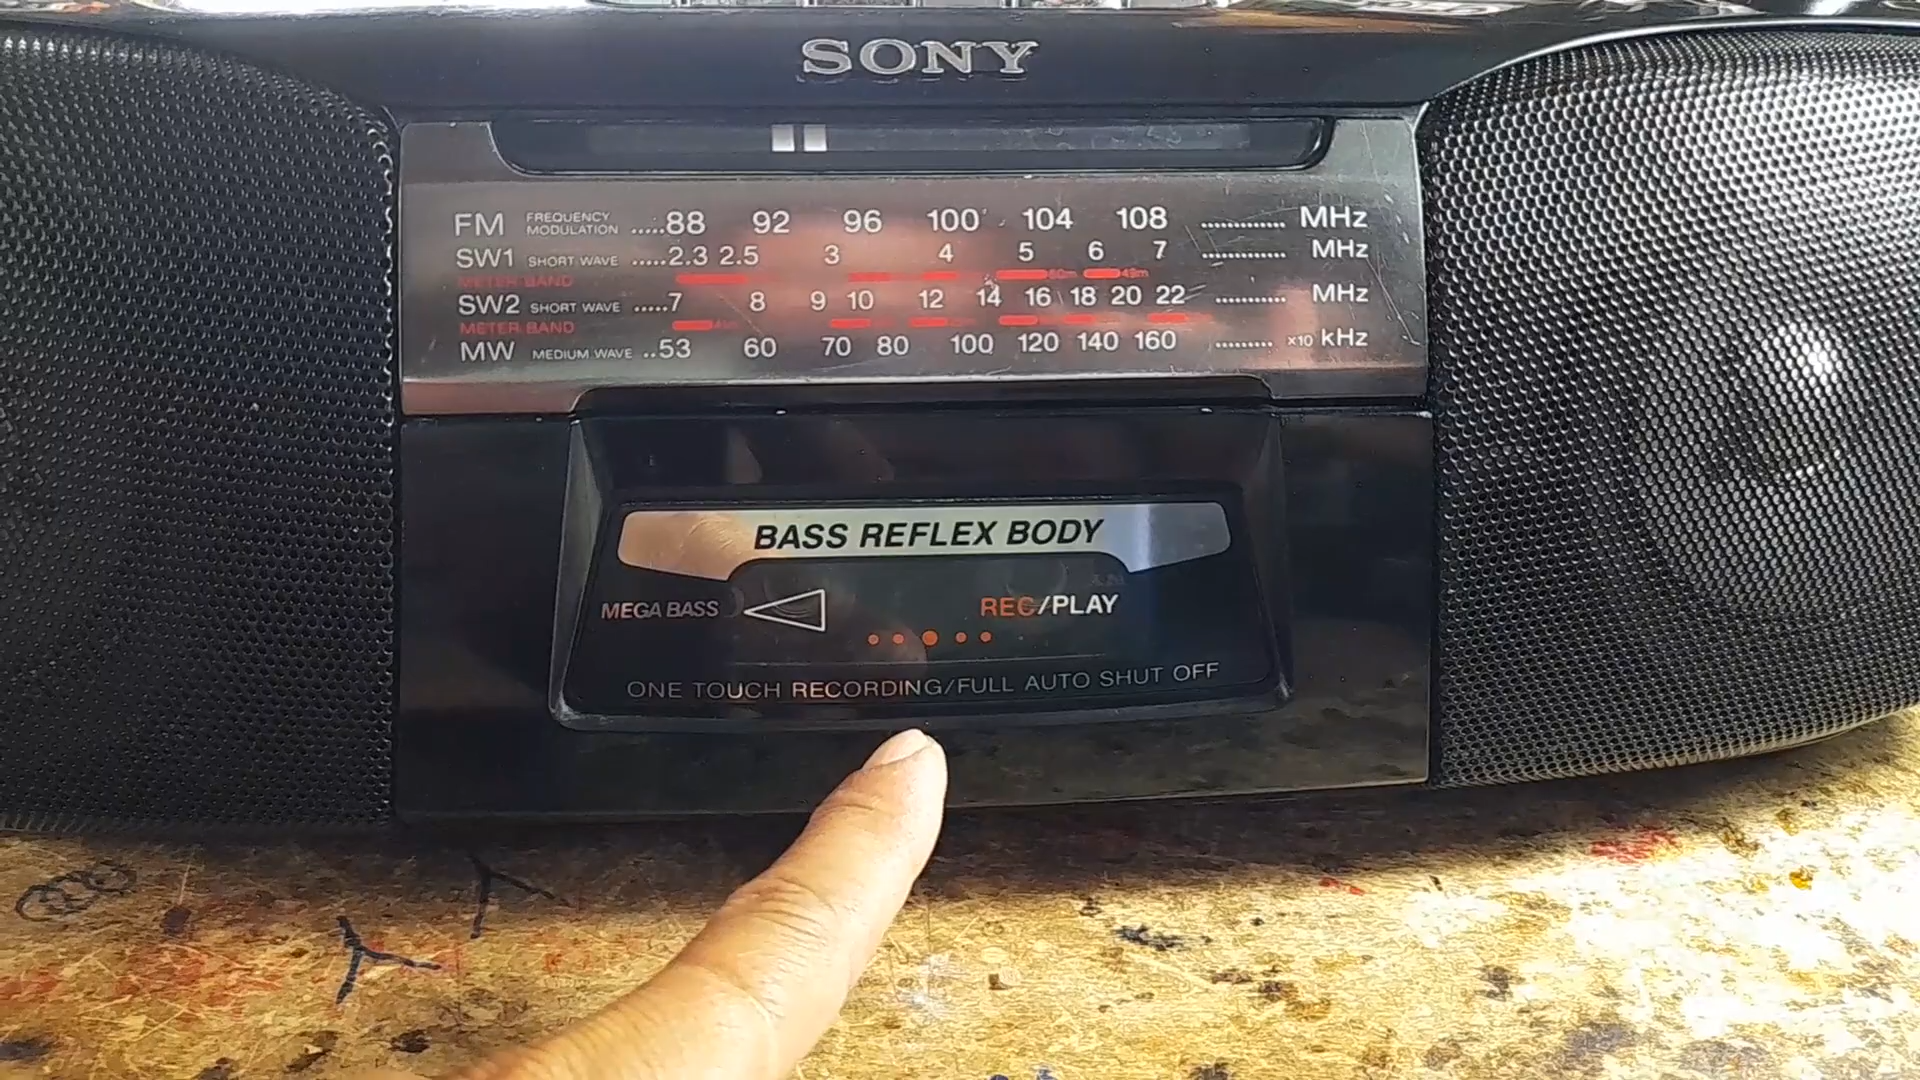 SONY
FM FREQUENCY MODULATION .....88 92 96 100 104 108 ............ MHz
SW1 SHORT WAVE .....2.3 2.5 3 4 5 6 7 ............ MHz
METER BAND 60m 49m
SW2 SHORT WAVE .....7 8 9 10 12 14 16 18 20 22 ........... MHz
METER BAND
MW MEDIUM WAVE ..53 60 70 80 100 120 140 160 ......... x10 kHz
BASS REFLEX BODY
MEGA BASS REC/PLAY
ONE TOUCH RECORDING/FULL AUTO SHUT OFF